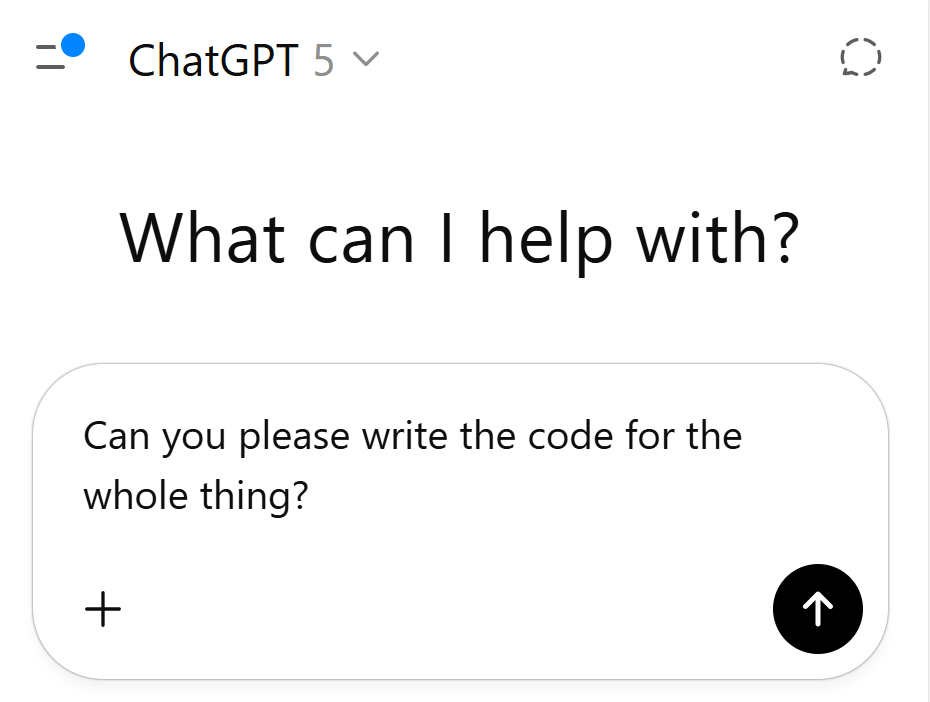 ChatGPT 5
What can I help with?
Can you please write the code for the
whole thing?